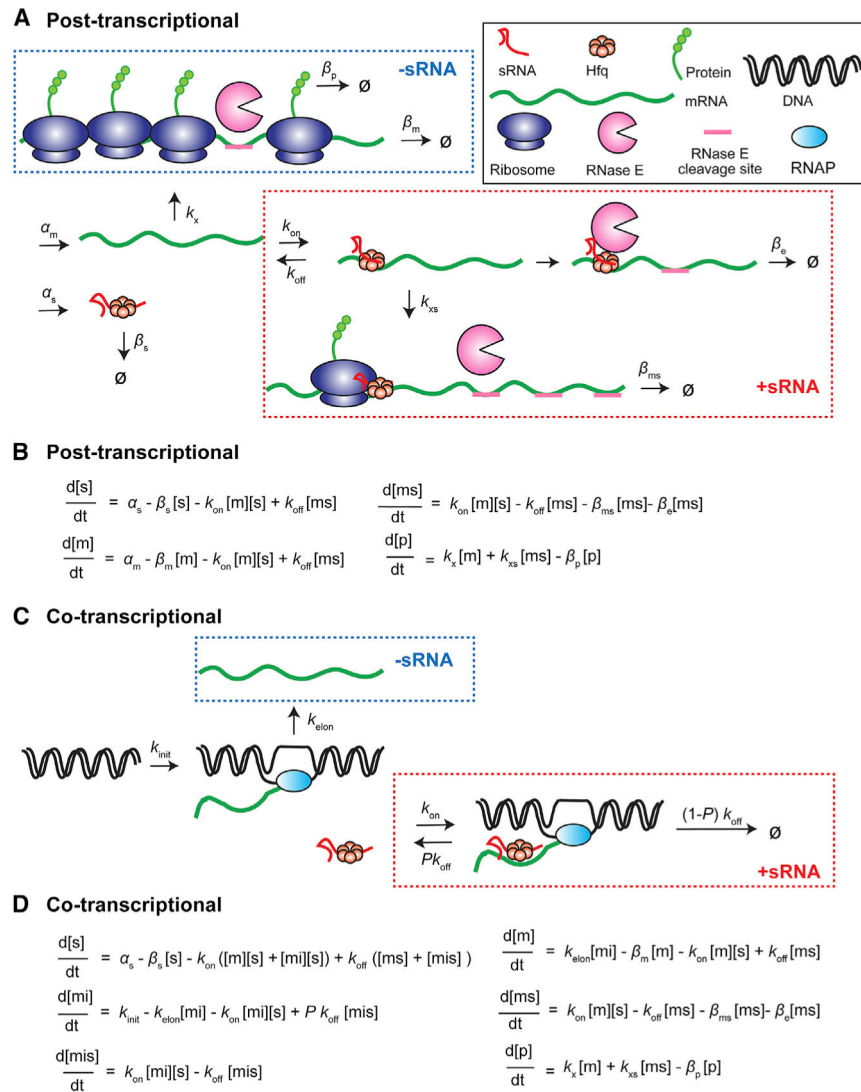 A Post-transcriptional
-sRNA
βp
Ø
βm
Ø
sRNA
Hfq
Protein
mRNA
DNA
Ribosome
RNase E
RNase E
cleavage site
RNAP
kx
αm
kon
koff
βe
Ø
αs
βs
Ø
kxs
βms
Ø
+sRNA
B Post-transcriptional
d[s]/dt = αs - βs[s] - kon[m][s] + koff[ms]
d[ms]/dt = kon[m][s] - koff[ms] - βms[ms]- βe[ms]
d[m]/dt = αm - βm[m] - kon[m][s] + koff[ms]
d[p]/dt = kx[m] + kxs[ms] - βp[p]
C Co-transcriptional
-sRNA
kelon
kinit
kon
Pkoff
(1-P) koff
Ø
+sRNA
D Co-transcriptional
d[s]/dt = αs - βs[s] - kon([m][s] + [mi][s]) + koff([ms] + [mis] )
d[m]/dt = kelon[mi] - βm[m] - kon[m][s] + koff[ms]
d[mi]/dt = kinit - kelon[mi] - kon[mi][s] + P koff[mis]
d[ms]/dt = kon[m][s] - koff[ms] - βms[ms]- βe[ms]
d[mis]/dt = kon[mi][s] - koff[mis]
d[p]/dt = kx[m] + kxs[ms] - βp[p]